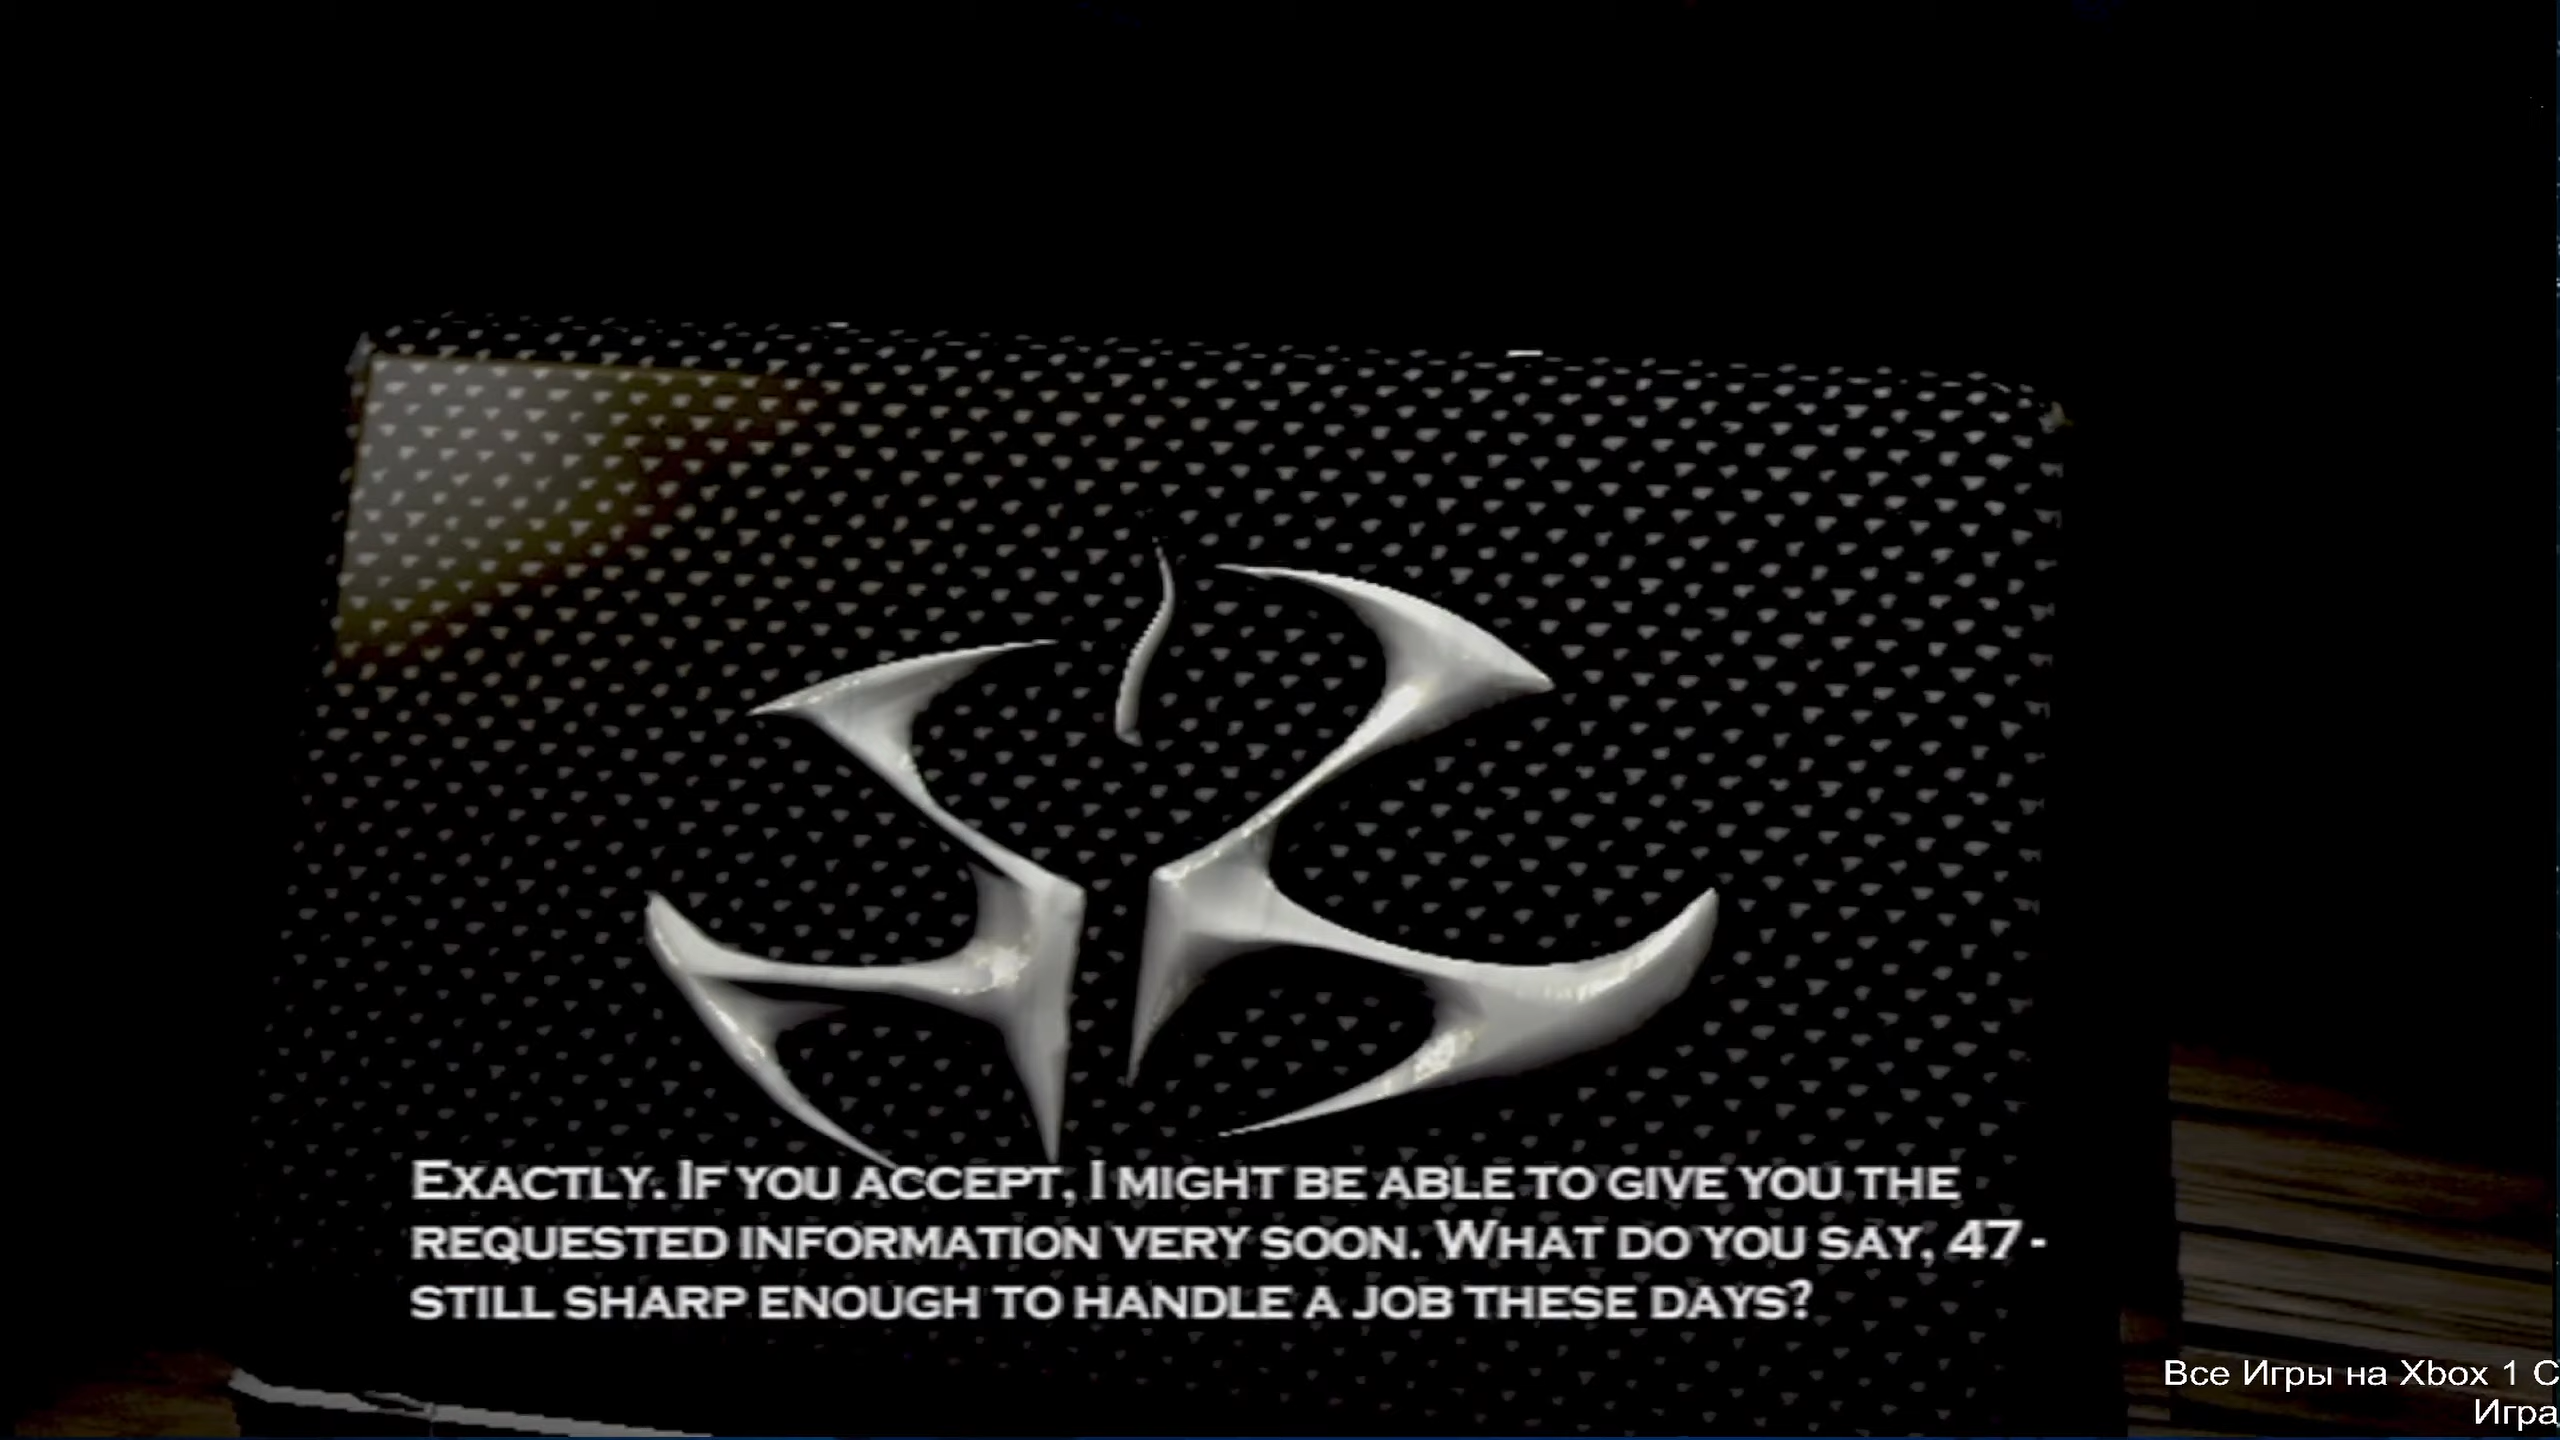 EXACTLY. IF YOU ACCEPT, I MIGHT BE ABLE TO GIVE YOU THE
REQUESTED INFORMATION VERY SOON. WHAT DO YOU SAY, 47 -
STILL SHARP ENOUGH TO HANDLE A JOB THESE DAYS?
Все Игры на Xbox 1 С
Игра